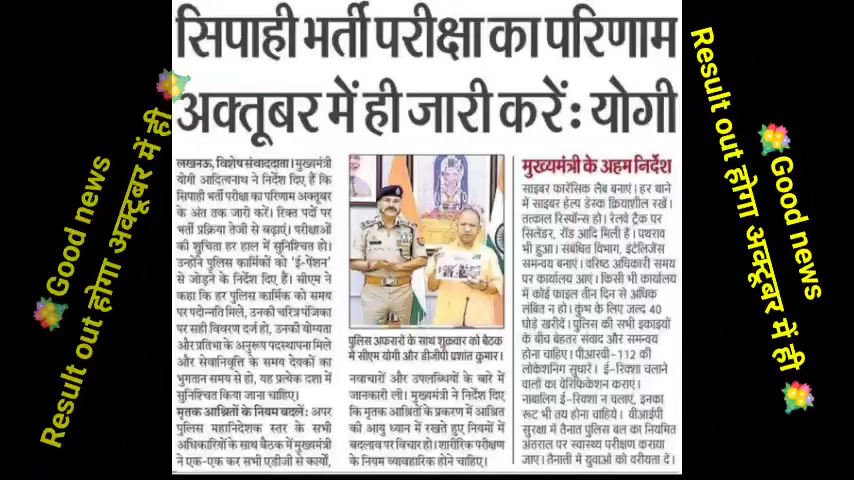 सिपाही भर्ती परीक्षा का परिणाम
अक्तूबर में ही जारी करें : योगी
लखनऊ, विशेष संवाददाता। मुख्यमंत्री
योगी आदित्यनाथ ने निर्देश दिए हैं कि
सिपाही भर्ती परीक्षा का परिणाम अक्तूबर
के अंत तक जारी करें। रिक्त पदों पर
भर्ती प्रक्रिया तेजी से बढ़ाएं। परीक्षाओं
की शुचिता हर हाल में सुनिश्चित हो।
उन्होंने पुलिस कार्मिकों को 'ई-पेंशन'
से जोड़ने के निर्देश दिए हैं। सीएम ने
कहा कि हर पुलिस कार्मिक को समय
पर पदोन्नति मिले, उनकी चरित्र पंजिका
पर सही विवरण दर्ज हो, उनकी योग्यता
और प्रतिभा के अनुरूप पदस्थापना मिले
और सेवानिवृत्ति के समय देयकों का
भुगतान समय से हो, यह प्रत्येक दशा में
सुनिश्चित किया जाना चाहिए।
मृतक आश्रितों के नियम बदलें: अपर
पुलिस महानिदेशक स्तर के सभी
अधिकारियों के साथ बैठक में मुख्यमंत्री
ने एक-एक कर सभी एडीजी से कार्यों,
पुलिस अफसरों के साथ शुक्रवार को बैठक
में सीएम योगी और डीजीपी प्रशांत कुमार।
नवाचारों और उपलब्धियों के बारे में
जानकारी ली। मुख्यमंत्री ने निर्देश दिए
कि मृतक आश्रितों के प्रकरण में आश्रित
की आयु ध्यान में रखते हुए नियमों में
बदलाव पर विचार हो। शारीरिक परीक्षण
के नियम व्यावहारिक होने चाहिए।
मुख्यमंत्री के अहम निर्देश
साइबर फारेंसिक लैब बनाएं। हर थाने
में साइबर हेल्प डेस्क क्रियाशील रखें।
तत्काल रिस्पॉन्स हो। रेलवे ट्रैक पर
सिलेंडर, रॉड आदि मिली हैं। पथराव
भी हुआ। संबंधित विभाग, इंटेलिजेंस
समन्वय बनाएं। वरिष्ठ अधिकारी समय
पर कार्यालय आएं। किसी भी कार्यालय
में कोई फाइल तीन दिन से अधिक
लंबित न हो। कुंभ के लिए जल्द 40
घोड़े खरीदें। पुलिस की सभी इकाइयों
के बीच बेहतर संवाद और समन्वय
होना चाहिए। पीआरवी-112 की
लोकेशनिंग सुधारें। ई-रिक्शा चलाने
वालों का वेरिफिकेशन कराएं।
नाबालिग ई-रिक्शा न चलाएं, इनका
रूट भी तय होना चाहिये। वीआईपी
सुरक्षा में तैनात पुलिस बल का नियमित
अंतराल पर स्वास्थ्य परीक्षण कराया
जाए। तैनाती में युवाओं को वरीयता दें।
Good news
Result out होगा अक्टूबर में ही
Good news
Result out होगा अक्टूबर में ही